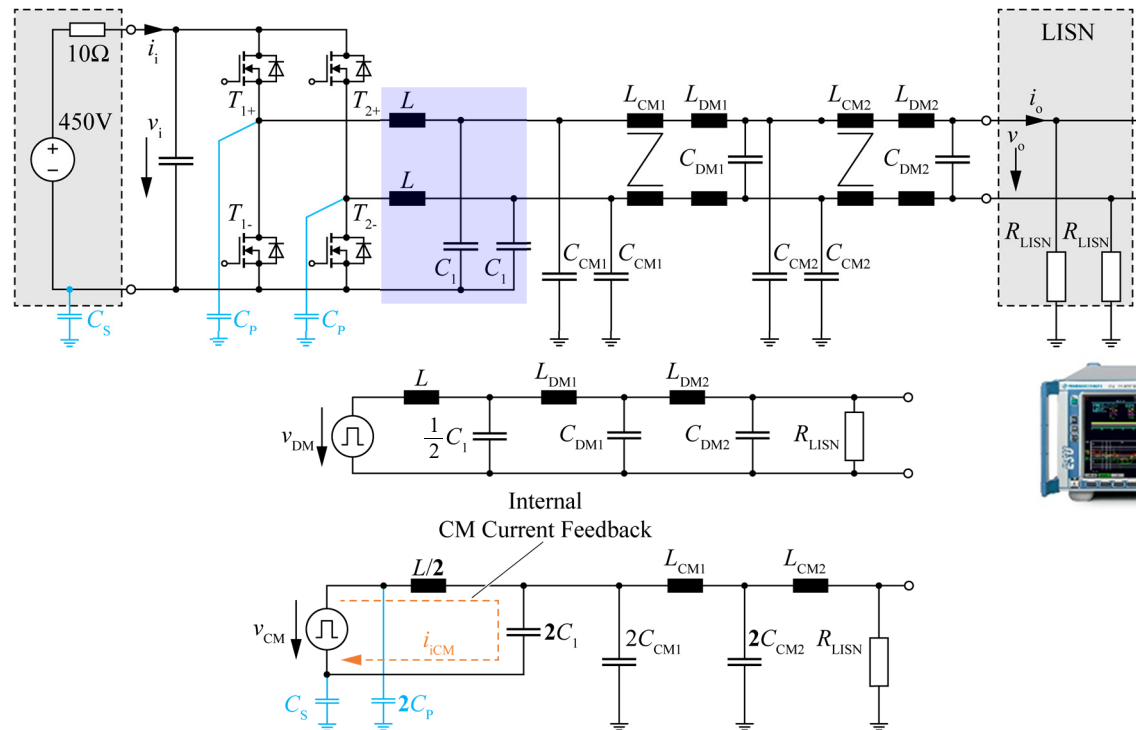 LISN
10Ω
i_i
450V
v_i
T_1+
T_2+
L
L
L_CM1
L_DM1
L_CM2
L_DM2
i_o
v_o
C_DM1
C_DM2
T_1-
T_2-
C_1
C_1
C_CM1
C_CM1
C_CM2
C_CM2
R_LISN
R_LISN
C_S
C_P
C_P
L
L_DM1
L_DM2
v_DM
1/2 C_1
C_DM1
C_DM2
R_LISN
Internal
CM Current Feedback
L/2
L_CM1
L_CM2
v_CM
i_iCM
2C_1
2C_CM1
2C_CM2
R_LISN
C_S
2C_P